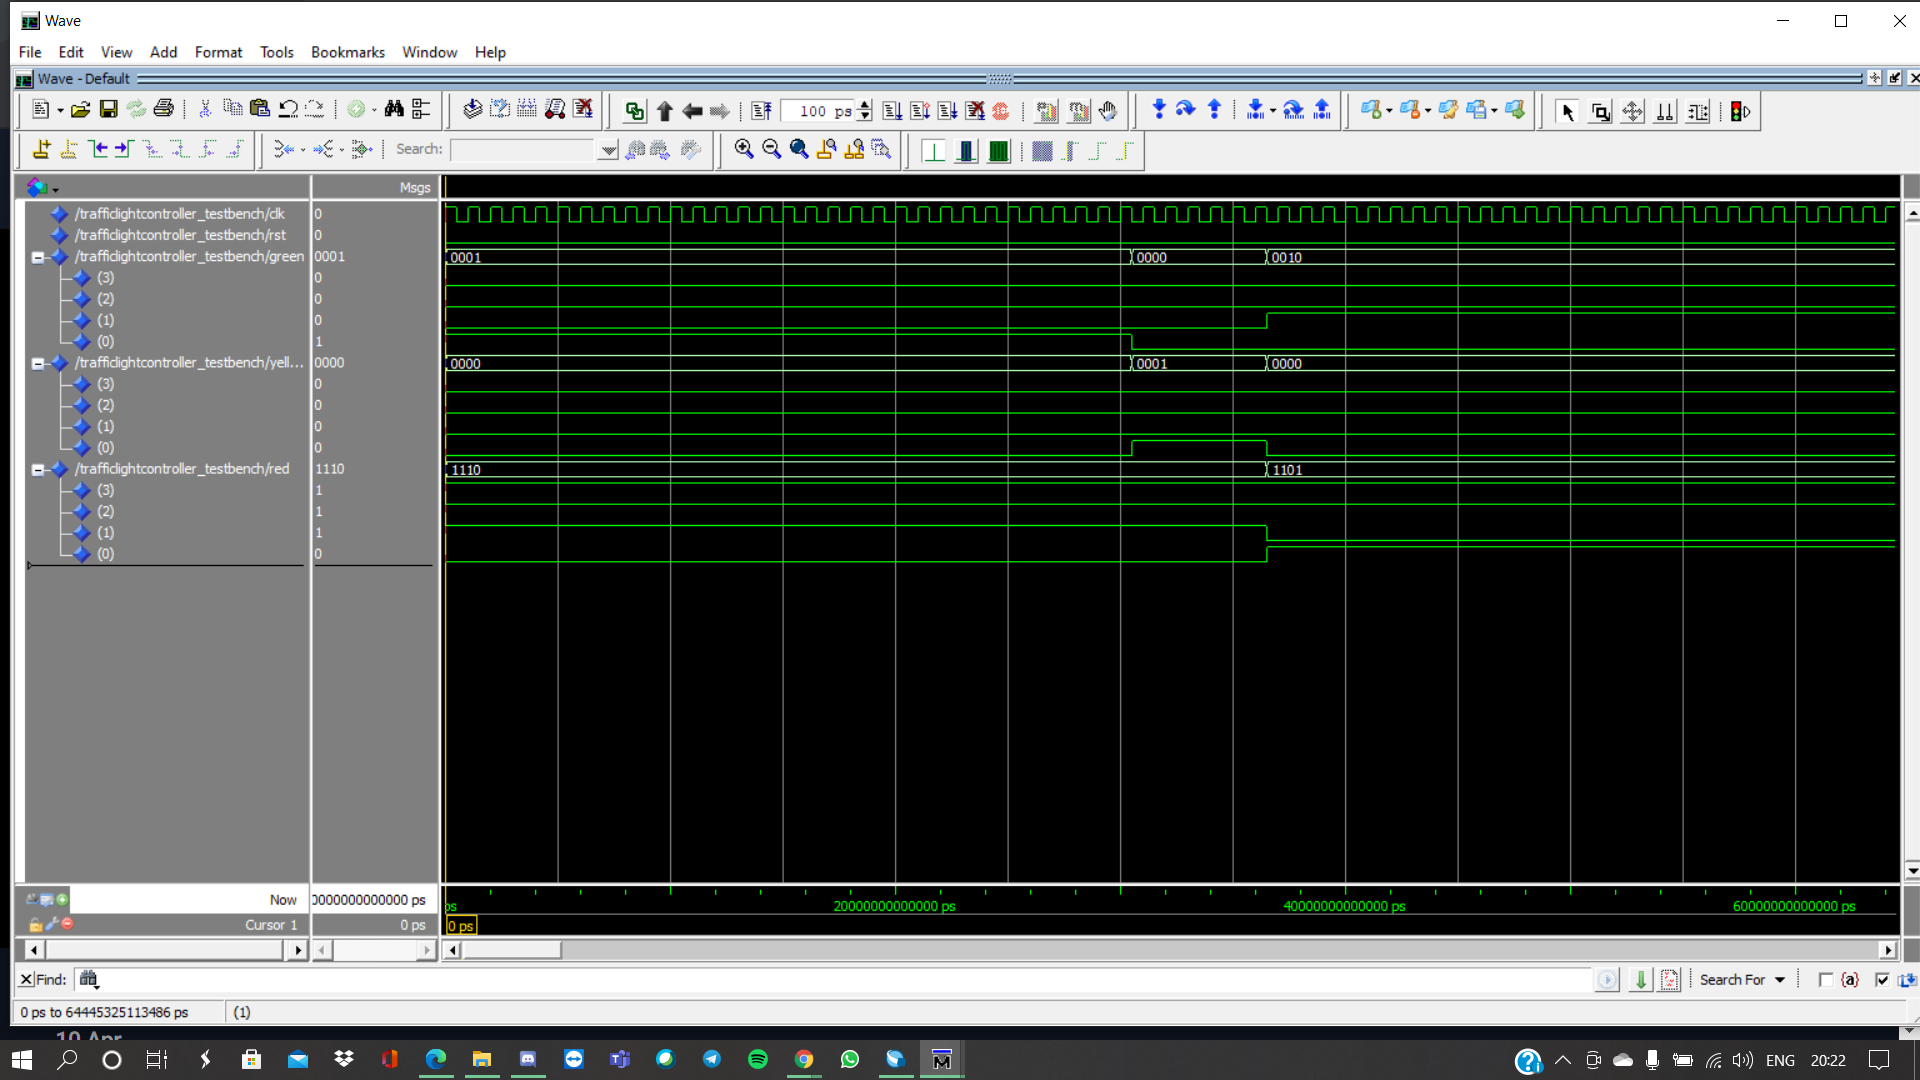 Wave
File Edit View Add Format Tools Bookmarks Window Help
Wave - Default
100 ps
Search:
Msgs
/trafficlightcontroller_testbench/clk 0
/trafficlightcontroller_testbench/rst 0
/trafficlightcontroller_testbench/green 0001 0001 0000 0010
(3) 0
(2) 0
(1) 0
(0) 1
/trafficlightcontroller_testbench/yell... 0000 0000 0001 0000
(3) 0
(2) 0
(1) 0
(0) 0
/trafficlightcontroller_testbench/red 1110 1110 1101
(3) 1
(2) 1
(1) 1
(0) 0
Now 0000000000000 ps ps 20000000000000 ps 40000000000000 ps 60000000000000 ps
Cursor 1 0 ps 0 ps
Find: Search For {a}
0 ps to 64445325113486 ps (1)
10 Apr
ENG 20:22